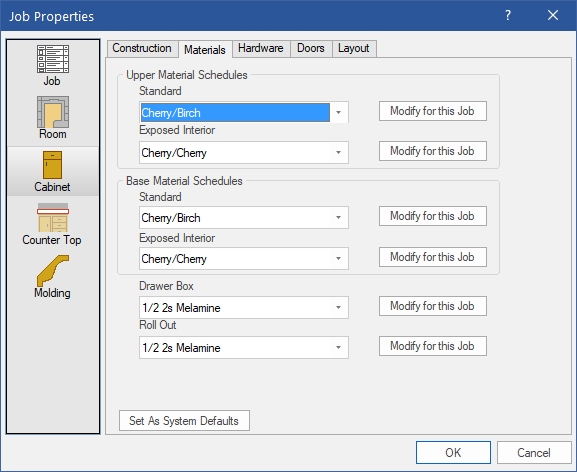 Job Properties
?
Job
Room
Cabinet
Counter Top
Molding
Construction Materials Hardware Doors Layout
Upper Material Schedules
Standard
Cherry/Birch Modify for this Job
Exposed Interior
Cherry/Cherry Modify for this Job
Base Material Schedules
Standard
Cherry/Birch Modify for this Job
Exposed Interior
Cherry/Cherry Modify for this Job
Drawer Box
1/2 2s Melamine Modify for this Job
Roll Out
1/2 2s Melamine Modify for this Job
Set As System Defaults
OK Cancel